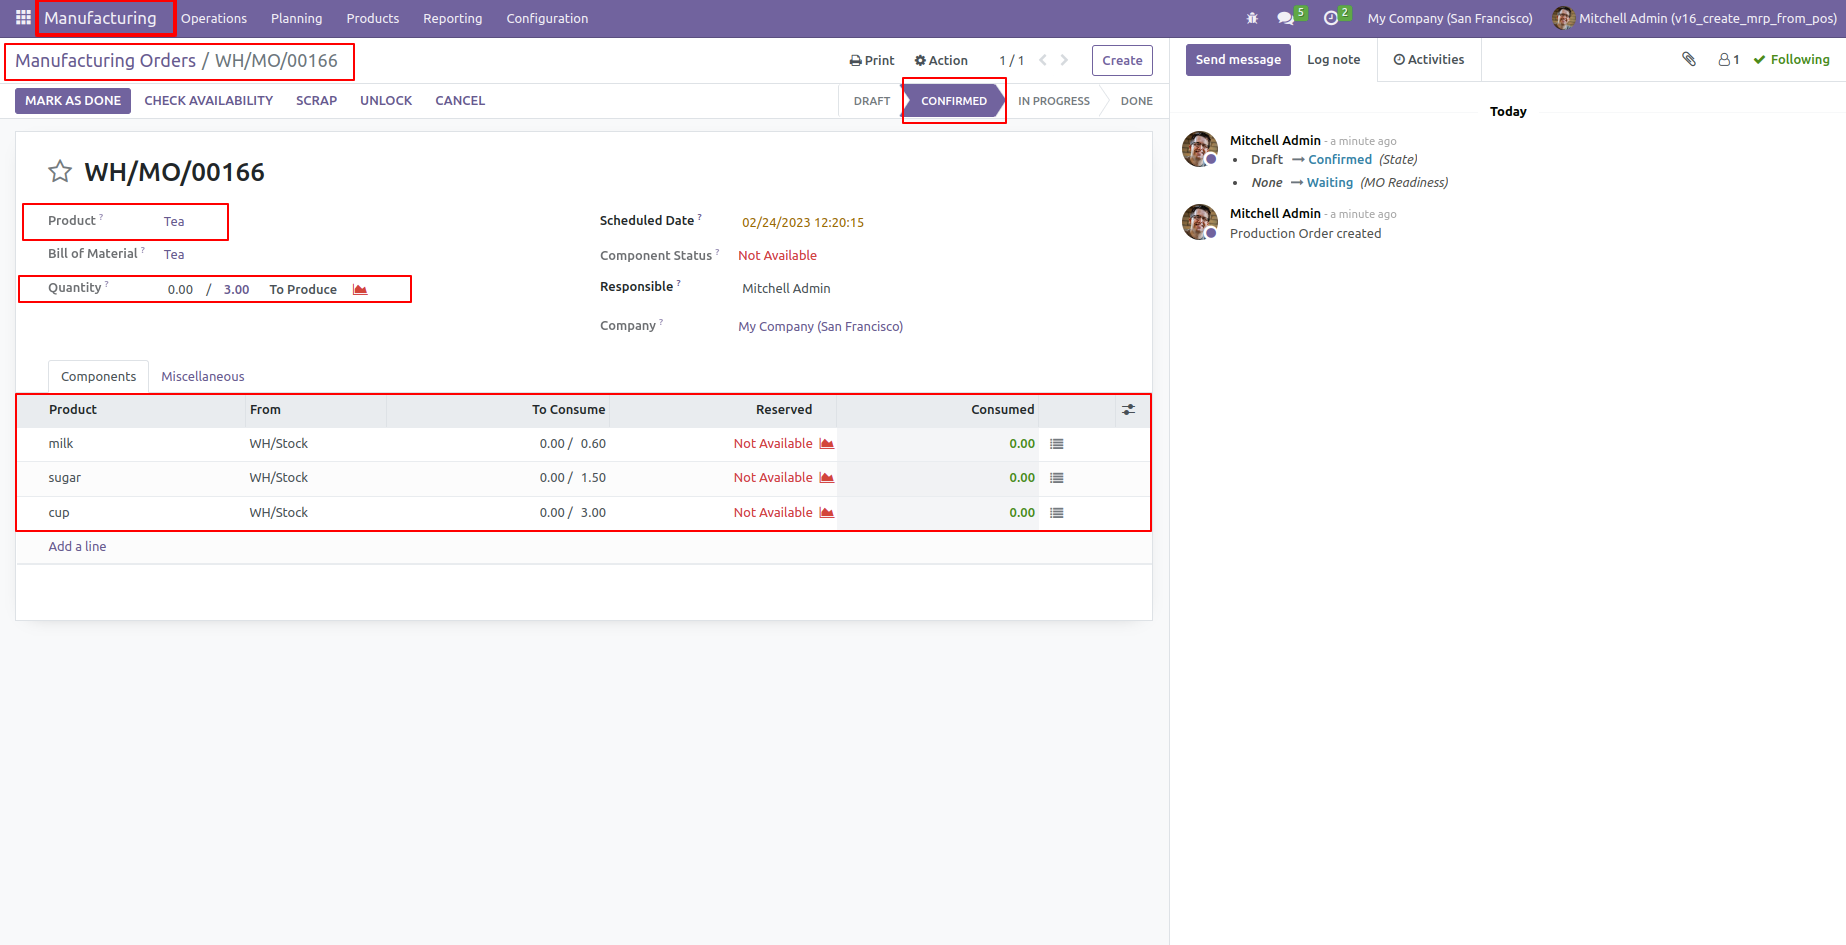 Manufacturing Operations Planning Products Reporting Configuration 5 2 My Company (San Francisco) Mitchell Admin (v16_create_mrp_from_pos)
Manufacturing Orders / WH/MO/00166 Print Action 1 / 1 Create
Send message Log note Activities 1 Following
MARK AS DONE CHECK AVAILABILITY SCRAP UNLOCK CANCEL DRAFT CONFIRMED IN PROGRESS DONE
WH/MO/00166
Product ? Tea
Bill of Material ? Tea
Quantity ? 0.00 / 3.00 To Produce
Scheduled Date ? 02/24/2023 12:20:15
Component Status ? Not Available
Responsible ? Mitchell Admin
Company ? My Company (San Francisco)
Components Miscellaneous
Product From To Consume Reserved Consumed
milk WH/Stock 0.00 / 0.60 Not Available 0.00
sugar WH/Stock 0.00 / 1.50 Not Available 0.00
cup WH/Stock 0.00 / 3.00 Not Available 0.00
Add a line
Today
Mitchell Admin - a minute ago
• Draft → Confirmed (State)
• None → Waiting (MO Readiness)
Mitchell Admin - a minute ago
Production Order created